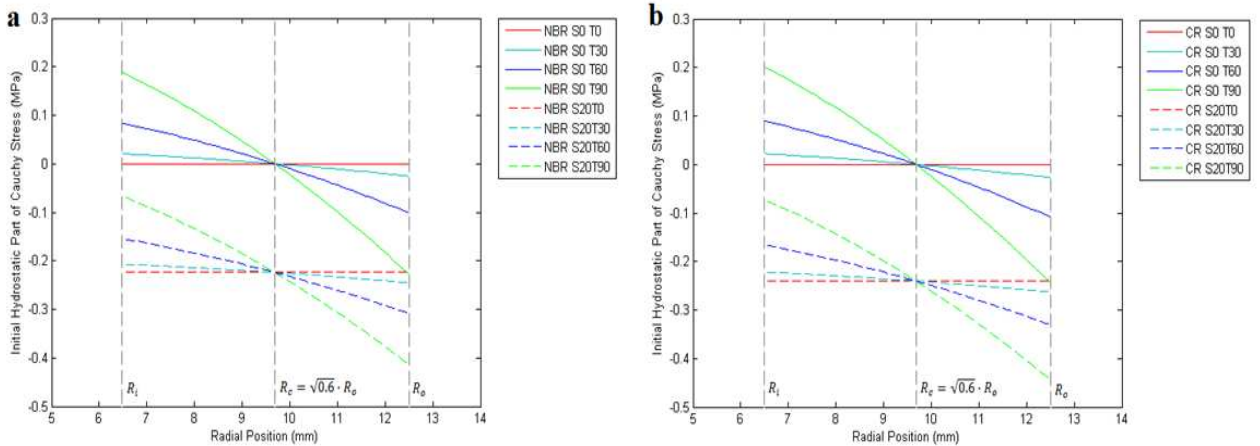 a
Initial Hydrostatic Part of Cauchy Stress (MPa)
0.3
0.2
0.1
0
-0.1
-0.2
-0.3
-0.4
-0.5
R_i
R_c = √0.6 · R_o
R_o
5 6 7 8 9 10 11 12 13 14
Radial Position (mm)
NBR S0 T0
NBR S0 T30
NBR S0 T60
NBR S0 T90
NBR S20T0
NBR S20T30
NBR S20T60
NBR S20T90
b
Initial Hydrostatic Part of Cauchy Stress (MPa)
0.3
0.2
0.1
0
-0.1
-0.2
-0.3
-0.4
-0.5
R_i
R_c = √0.6 · R_o
R_o
5 6 7 8 9 10 11 12 13 14
Radial Position (mm)
CR S0 T0
CR S0 T30
CR S0 T60
CR S0 T90
CR S20T0
CR S20T30
CR S20T60
CR S20T90